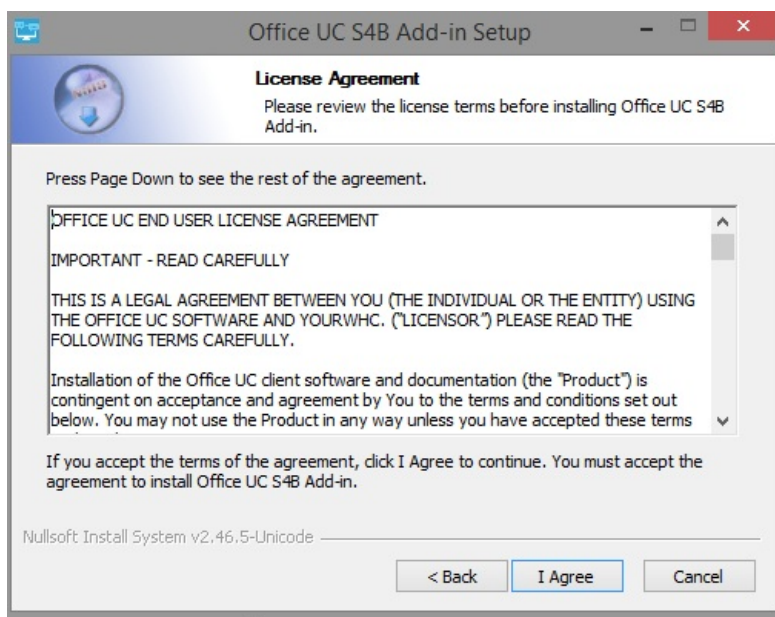 Office UC S4B Add-in Setup
License Agreement
Please review the license terms before installing Office UC S4B
Add-in.
Press Page Down to see the rest of the agreement.
OFFICE UC END USER LICENSE AGREEMENT
IMPORTANT - READ CAREFULLY
THIS IS A LEGAL AGREEMENT BETWEEN YOU (THE INDIVIDUAL OR THE ENTITY) USING
THE OFFICE UC SOFTWARE AND YOURWHC. ("LICENSOR") PLEASE READ THE
FOLLOWING TERMS CAREFULLY.
Installation of the Office UC client software and documentation (the "Product") is
contingent on acceptance and agreement by You to the terms and conditions set out
below. You may not use the Product in any way unless you have accepted these terms
If you accept the terms of the agreement, click I Agree to continue. You must accept the
agreement to install Office UC S4B Add-in.
Nullsoft Install System v2.46.5-Unicode
< Back I Agree Cancel